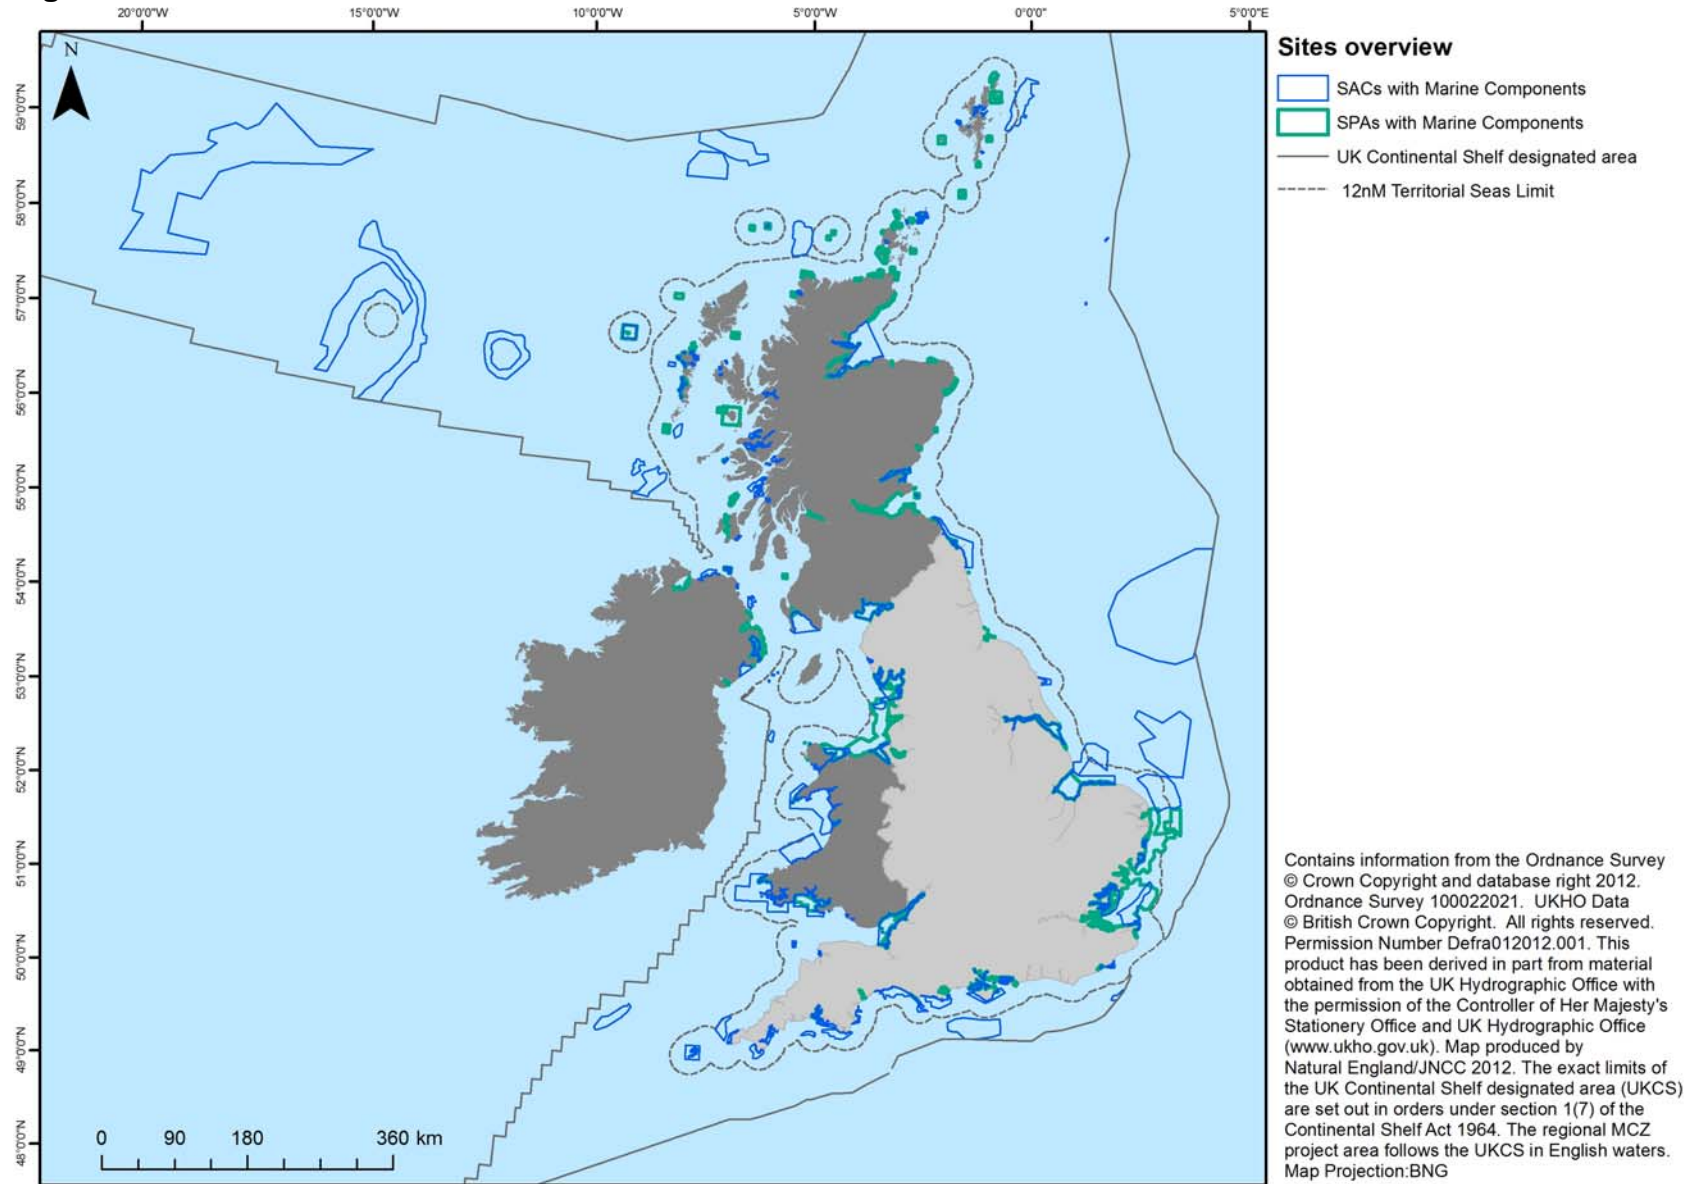 20°0'0"W 15°0'0"W 10°0'0"W 5°0'0"W 0°0'0" 5°0'0"E
N
59°0'0"N
58°0'0"N
57°0'0"N
56°0'0"N
55°0'0"N
54°0'0"N
53°0'0"N
52°0'0"N
51°0'0"N
50°0'0"N
49°0'0"N
48°0'0"N
0 90 180 360 km
Sites overview
SACs with Marine Components
SPAs with Marine Components
UK Continental Shelf designated area
12nM Territorial Seas Limit
Contains information from the Ordnance Survey
© Crown Copyright and database right 2012.
Ordnance Survey 100022021. UKHO Data
© British Crown Copyright. All rights reserved.
Permission Number Defra012012.001. This
product has been derived in part from material
obtained from the UK Hydrographic Office with
the permission of the Controller of Her Majesty's
Stationery Office and UK Hydrographic Office
(www.ukho.gov.uk). Map produced by
Natural England/JNCC 2012. The exact limits of
the UK Continental Shelf designated area (UKCS)
are set out in orders under section 1(7) of the
Continental Shelf Act 1964. The regional MCZ
project area follows the UKCS in English waters.
Map Projection:BNG